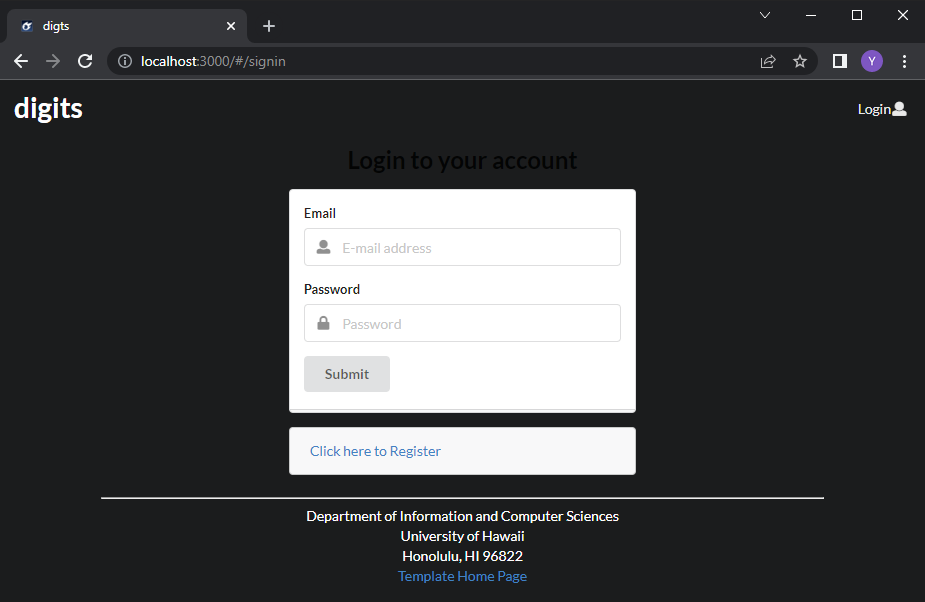 digts
localhost:3000/#/signin
Y
digits
Login
Login to your account
Email
E-mail address
Password
Password
Submit
Click here to Register
Department of Information and Computer Sciences
University of Hawaii
Honolulu, HI 96822
Template Home Page